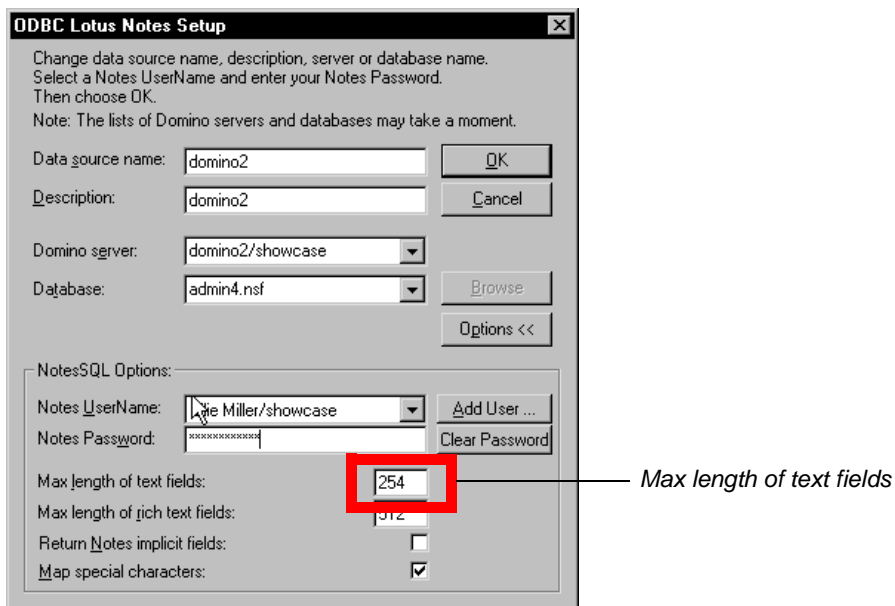 ODBC Lotus Notes Setup
Change data source name, description, server or database name.
Select a Notes UserName and enter your Notes Password.
Then choose OK.
Note: The lists of Domino servers and databases may take a moment.
Data source name: domino2 OK
Description: domino2 Cancel
Domino server: domino2/showcase
Database: admin4.nsf Browse
Options <<
NotesSQL Options:
Notes UserName: Miller/showcase Add User ...
Notes Password: ************ Clear Password
Max length of text fields: 254 Max length of text fields
Max length of rich text fields: 512
Return Notes implicit fields:
Map special characters: